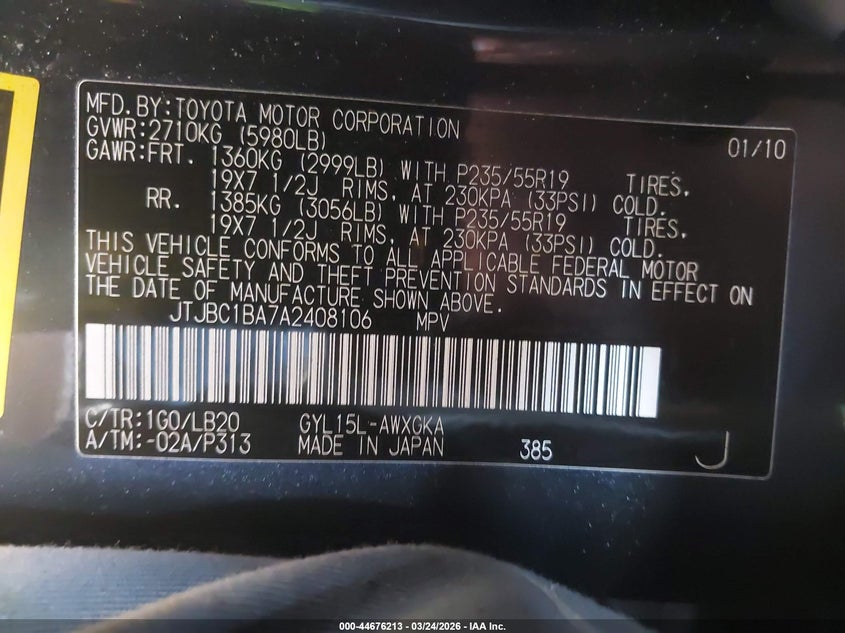 MFD.BY:TOYOTA MOTOR CORPORATION 01/10
GVWR:2710KG (5980LB)
GAWR:FRT. 1360KG (2999LB) WITH P235/55R19 TIRES,
19X7 1/2J RIMS, AT 230KPA (33PSI) COLD.
RR. 1385KG (3056LB) WITH P235/55R19 TIRES,
19X7 1/2J RIMS, AT 230KPA (33PSI) COLD.
THIS VEHICLE CONFORMS TO ALL APPLICABLE FEDERAL MOTOR
VEHICLE SAFETY AND THEFT PREVENTION STANDARDS IN EFFECT ON
THE DATE OF MANUFACTURE SHOWN ABOVE.
JTJBC1BA7A2408106 MPV
C/TR:1G0/LB20 GYL15L-AWXGKA
A/TM:-02A/P313 MADE IN JAPAN 385 J
000-44676213 - 03/24/2026 - IAA Inc.